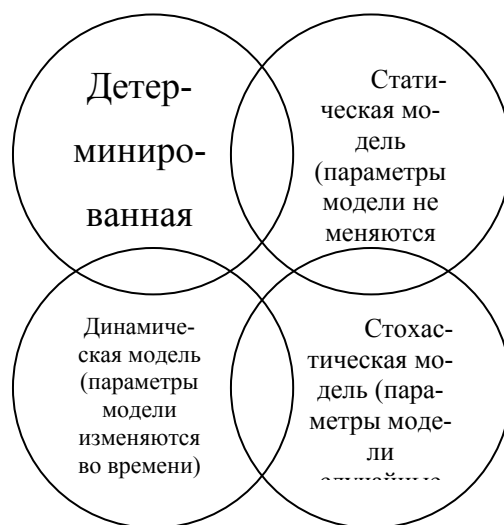 Детер-
миниро-
ванная
Стати-
ческая мо-
дель
(параметры
модели не
меняются
Динамиче-
ская модель
(параметры
модели
изменяются
во времени)
Стохас-
тическая мо-
дель (пара-
метры моде-
ли
случайные